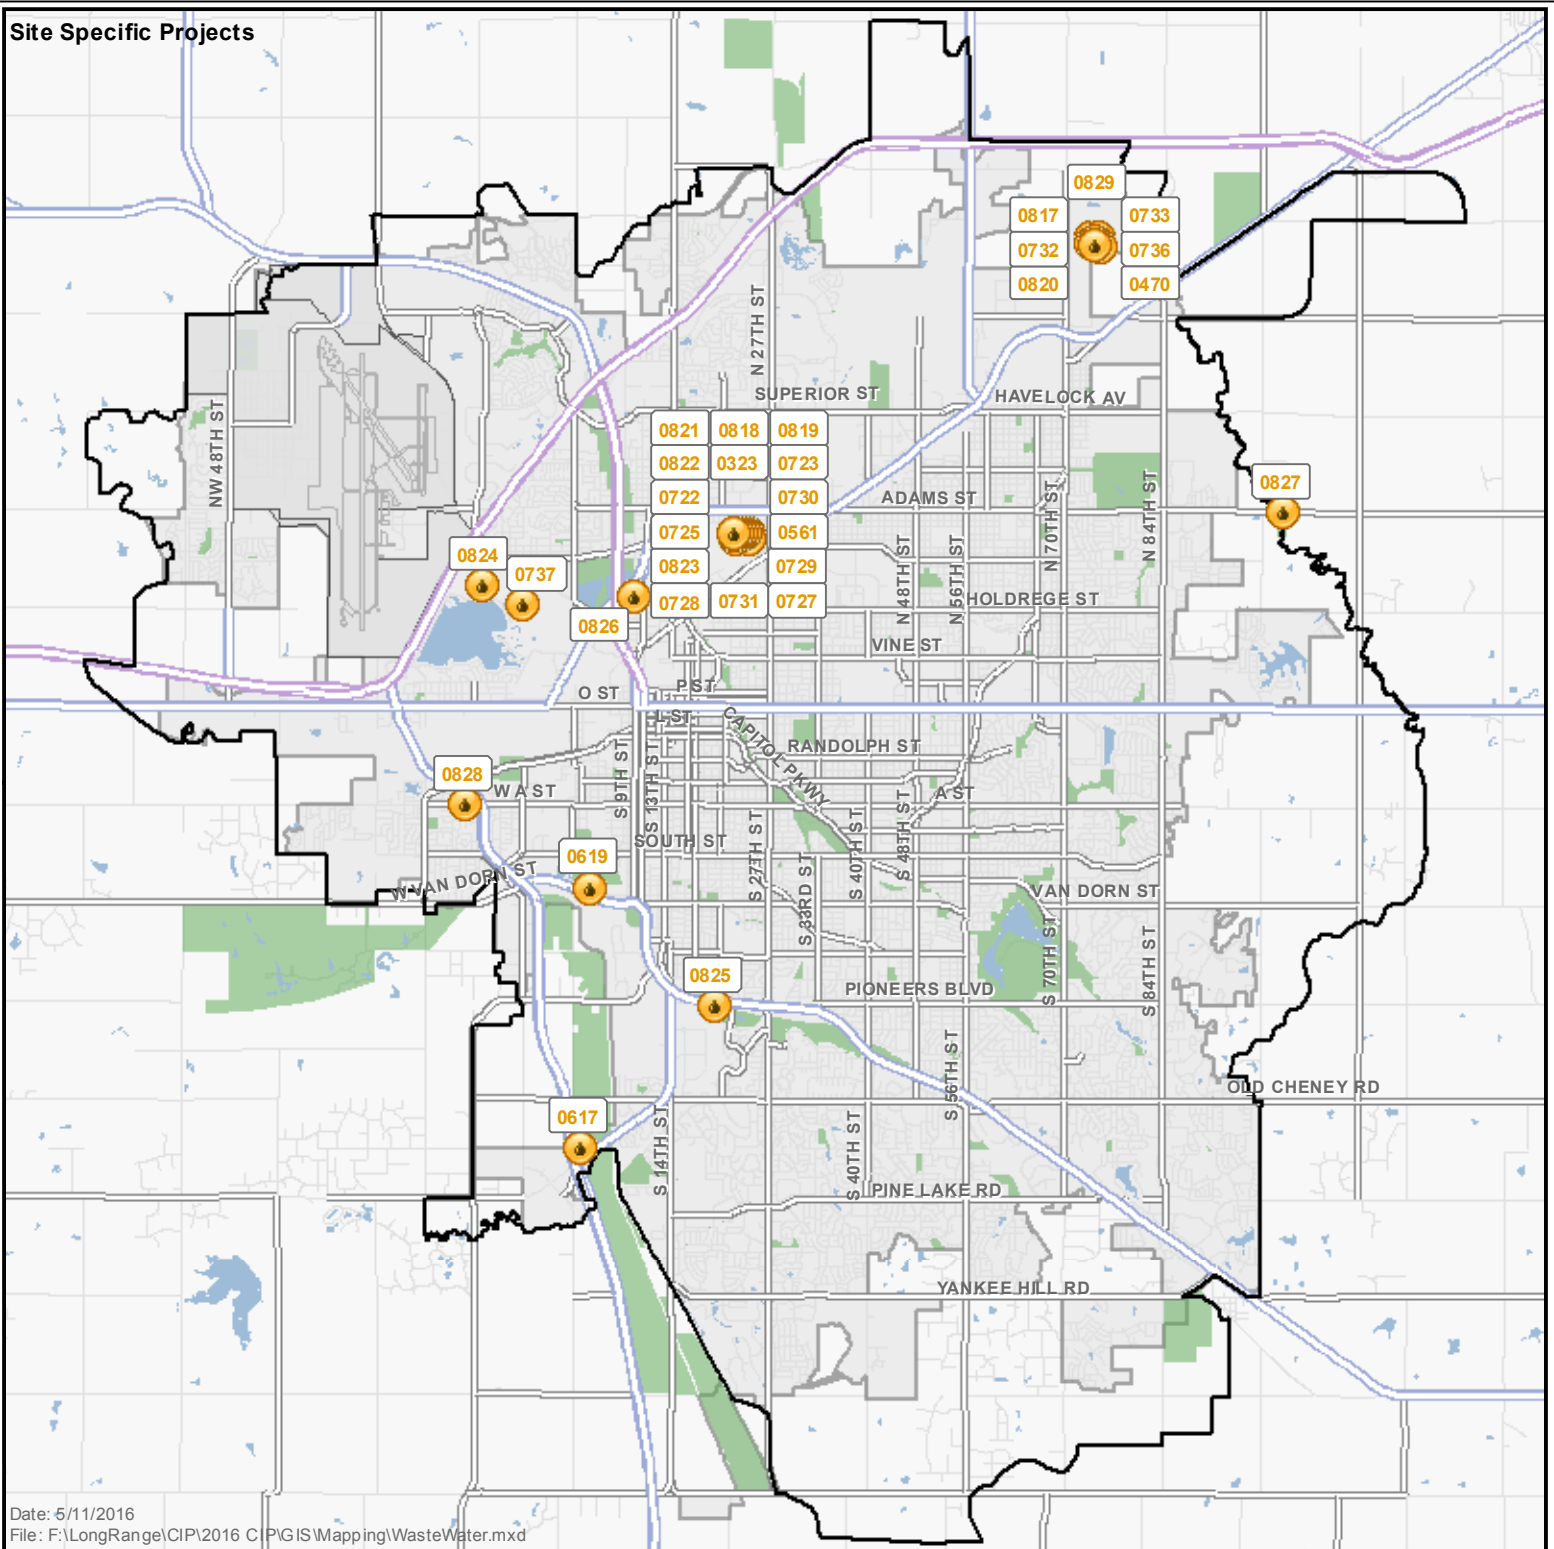 Site Specific Projects
0829
0817
0733
0732
0736
0820
0470
N 27TH ST
SUPERIOR ST
HAVELOCK AV
NW 48TH ST
0821
0818
0819
0822
0323
0723
0722
0730
0725
0561
0823
0729
0728
0731
0727
ADAMS ST
N 70TH ST
N 84TH ST
0827
0824
0737
0826
N 48TH ST
N 56TH ST
HOLDREGE ST
VINE ST
O ST
P ST
L ST
CAPITOL PKWY
RANDOLPH ST
0828
W A ST
S 9TH ST
S 13TH ST
A ST
SOUTH ST
S 27TH ST
S 33RD ST
S 40TH ST
S 48TH ST
0619
W VAN DORN ST
VAN DORN ST
S 70TH ST
S 84TH ST
0825
PIONEERS BLVD
S 56TH ST
OLD CHENEY RD
0617
S 14TH ST
S 40TH ST
PINE LAKE RD
YANKEE HILL RD
Date: 5/11/2016
File: F:\LongRange\CIP\2016 CIP\GIS\Mapping\WasteWater.mxd